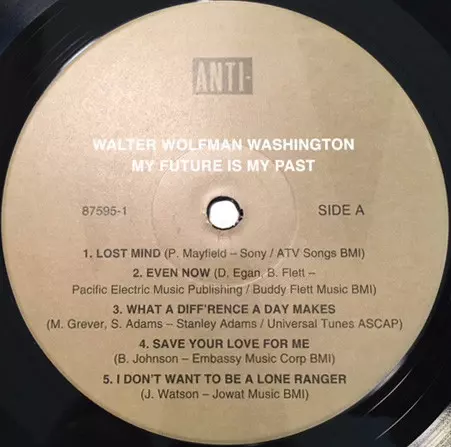 ANTI-
WALTER WOLFMAN WASHINGTON
MY FUTURE IS MY PAST
87595-1 SIDE A
1. LOST MIND (P. Mayfield – Sony / ATV Songs BMI)
2. EVEN NOW (D. Egan, B. Flett –
Pacific Electric Music Publishing / Buddy Flett Music BMI)
3. WHAT A DIFF'RENCE A DAY MAKES
(M. Grever, S. Adams – Stanley Adams / Universal Tunes ASCAP)
4. SAVE YOUR LOVE FOR ME
(B. Johnson – Embassy Music Corp BMI)
5. I DON'T WANT TO BE A LONE RANGER
(J. Watson – Jowat Music BMI)